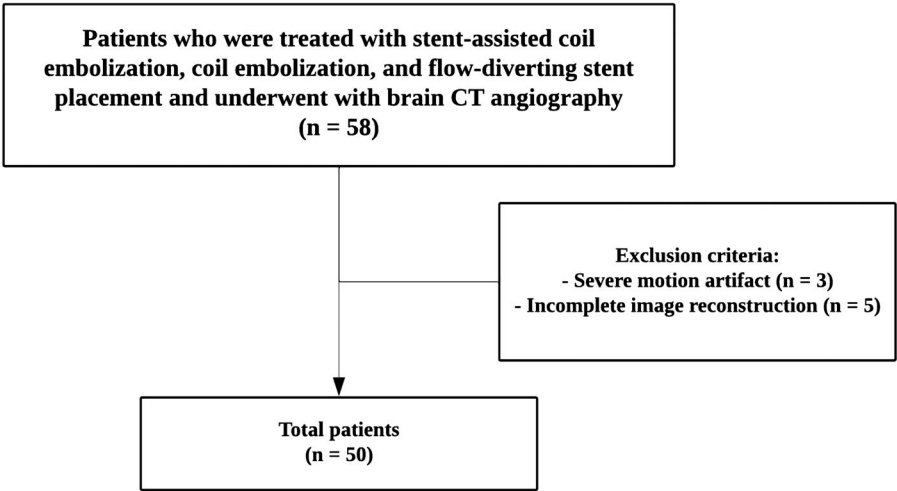 Patients who were treated with stent-assisted coil
embolization, coil embolization, and flow-diverting stent
placement and underwent with brain CT angiography
(n = 58)
Exclusion criteria:
- Severe motion artifact (n = 3)
- Incomplete image reconstruction (n = 5)
Total patients
(n = 50)